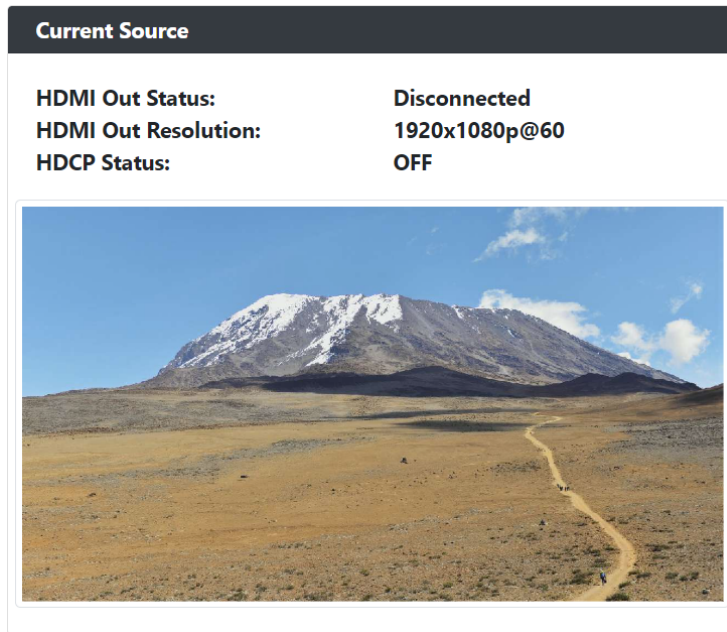 Current Source
HDMI Out Status: Disconnected
HDMI Out Resolution: 1920x1080p@60
HDCP Status: OFF